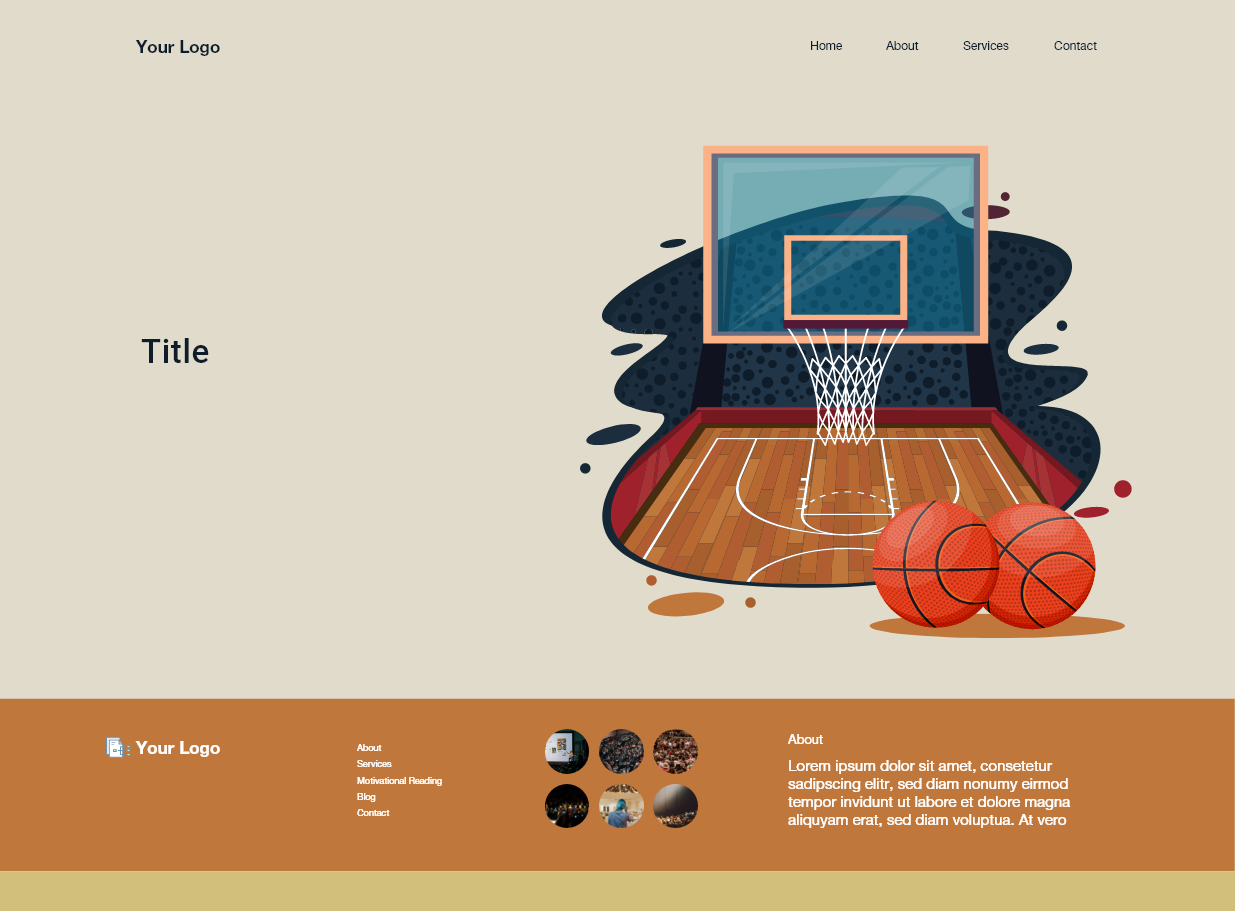 Your Logo
Home
About
Services
Contact
Title
Your Logo
About
Services
Motivational Reading
Blog
Contact
About
Lorem ipsum dolor sit amet, consetetur
sadipscing elitr, sed diam nonumy eirmod
tempor invidunt ut labore et dolore magna
aliquyam erat, sed diam voluptua. At vero